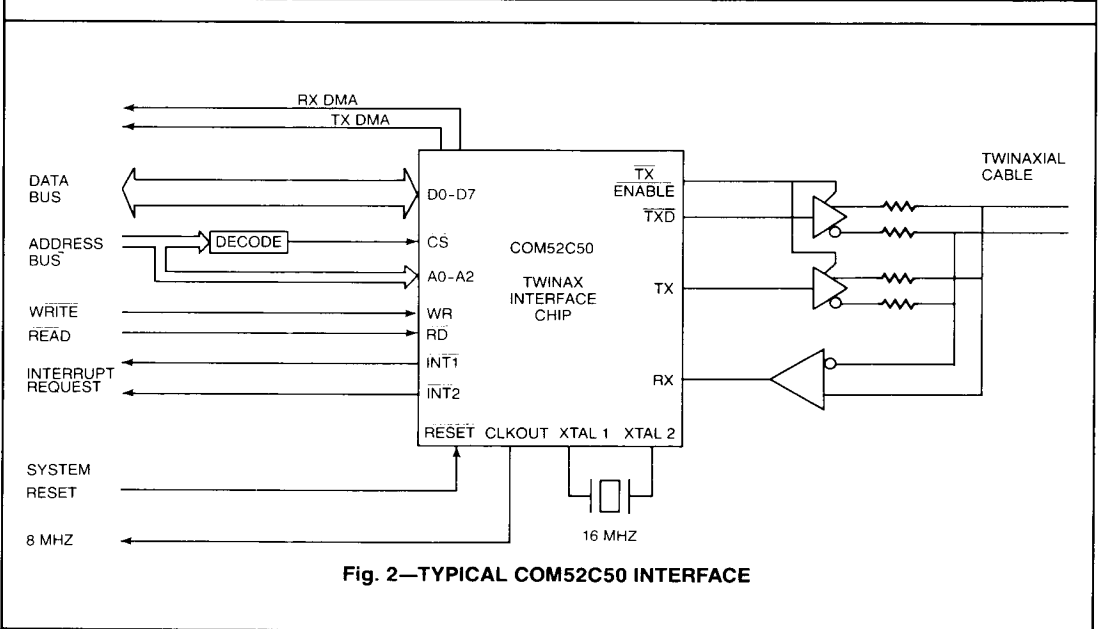 RX DMA
TX DMA
DATA
BUS
D0-D7
ADDRESS
BUS
DECODE
CS
A0-A2
WRITE
WR
READ
RD
INTERRUPT
REQUEST
INT1
INT2
COM52C50
TWINAX
INTERFACE
CHIP
TX
ENABLE
TXD
TX
RX
TWINAXIAL
CABLE
RESET CLKOUT XTAL 1 XTAL 2
SYSTEM
RESET
8 MHZ
16 MHZ
Fig. 2—TYPICAL COM52C50 INTERFACE